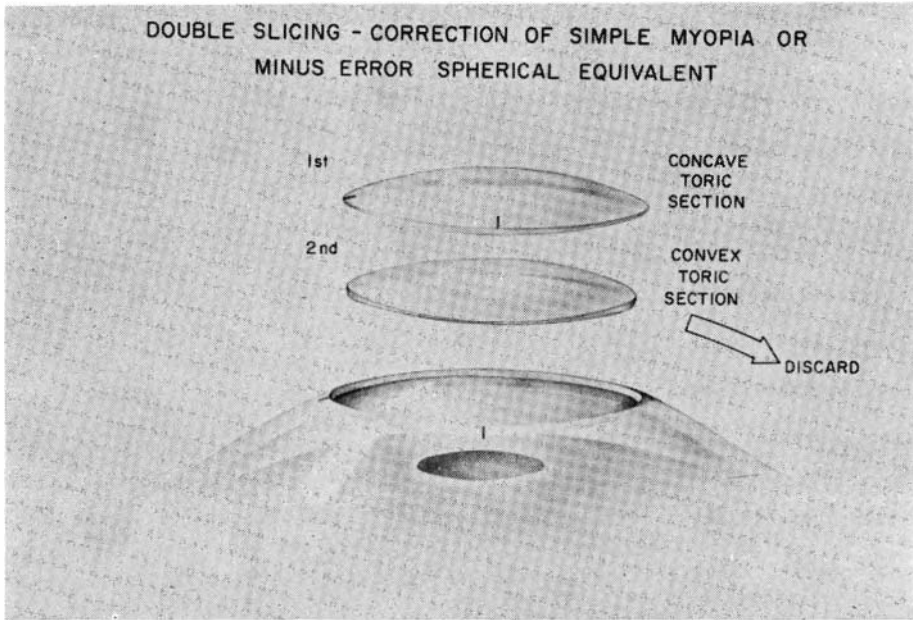 DOUBLE SLICING - CORRECTION OF SIMPLE MYOPIA OR
MINUS ERROR SPHERICAL EQUIVALENT
1st
CONCAVE
TORIC
SECTION
2nd
CONVEX
TORIC
SECTION
DISCARD